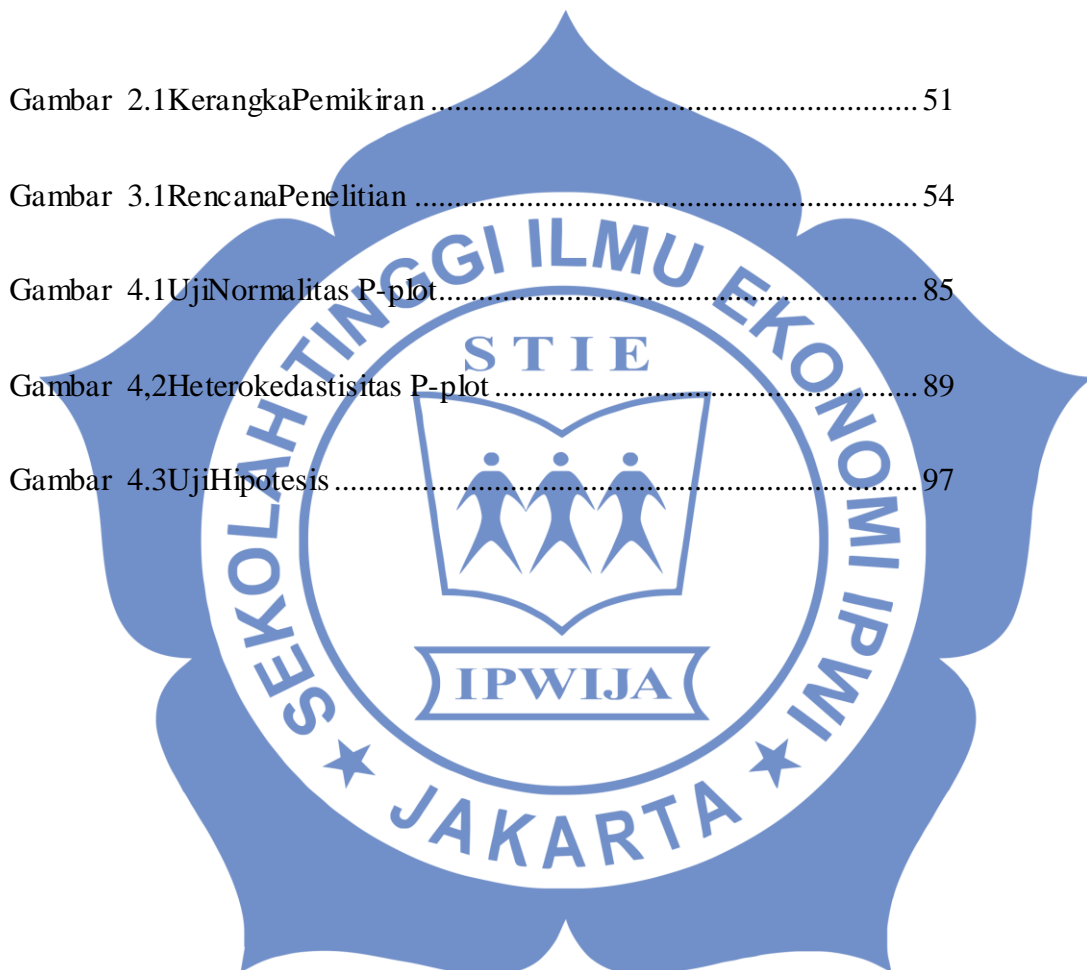 Gambar 2.1KerangkaPemikiran ................................................................ 51
Gambar 3.1RencanaPenelitian ................................................................ 54
Gambar 4.1UjiNormalitas P-plot................................................................ 85
Gambar 4,2Heterokedastisitas P-plot ................................................................ 89
Gambar 4.3UjiHipotesis ................................................................ 97
SEKOLAH TINGGI ILMU EKONOMI IPWI
STIE
IPWIJA
★ JAKARTA ★